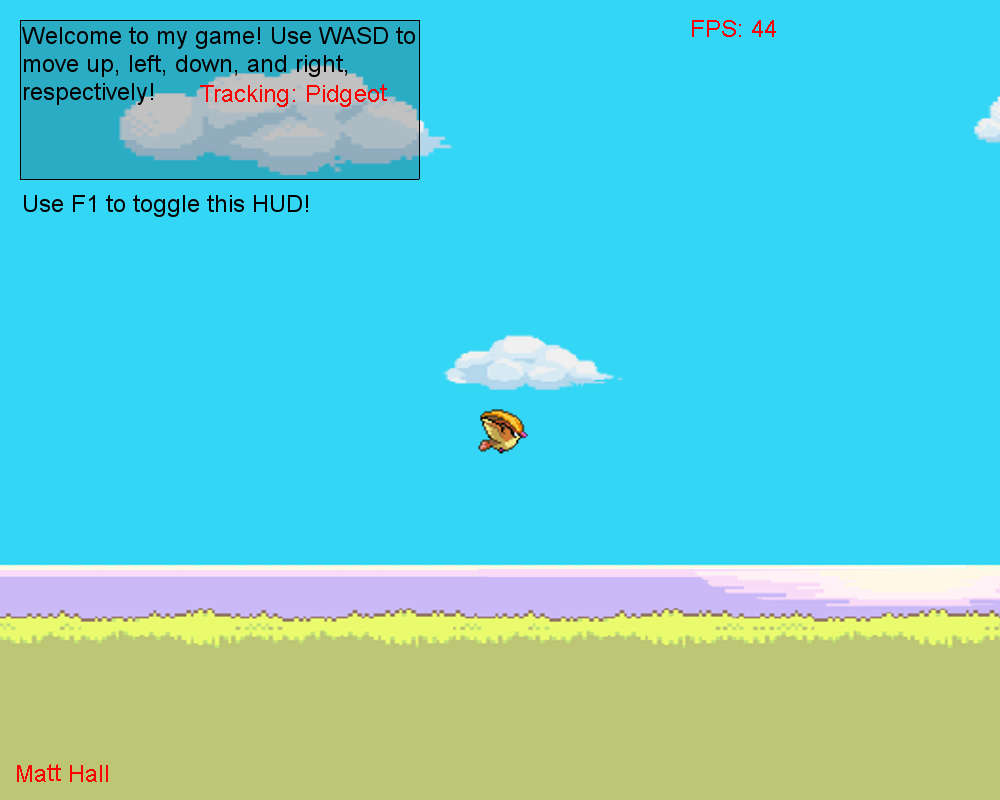 Welcome to my game! Use WASD to
move up, left, down, and right,
respectively!
Tracking: Pidgeot
Use F1 to toggle this HUD!
FPS: 44
Matt Hall